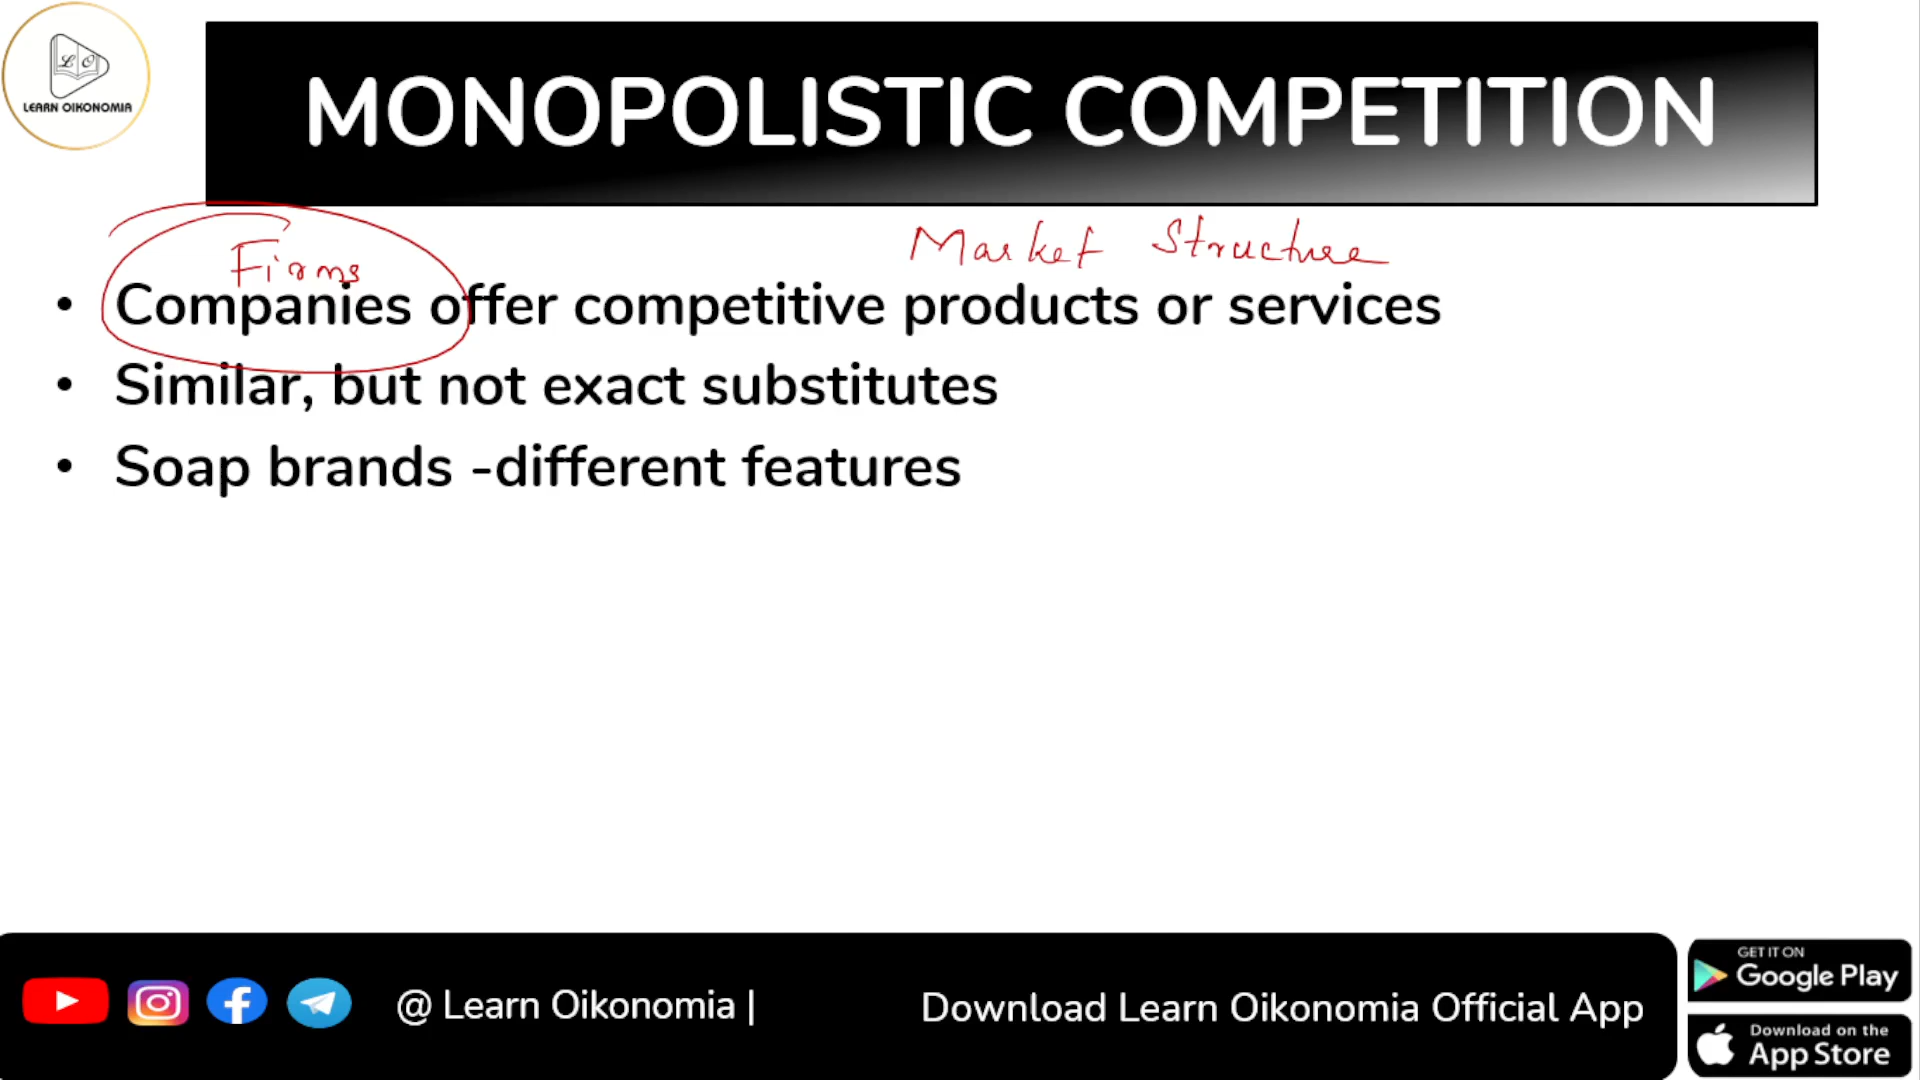 LO
LEARN OIKONOMIA
MONOPOLISTIC COMPETITION
Market Structure
Firms
• Companies offer competitive products or services
• Similar, but not exact substitutes
• Soap brands -different features
@ Learn Oikonomia |
Download Learn Oikonomia Official App
GET IT ON
Google Play
Download on the
App Store